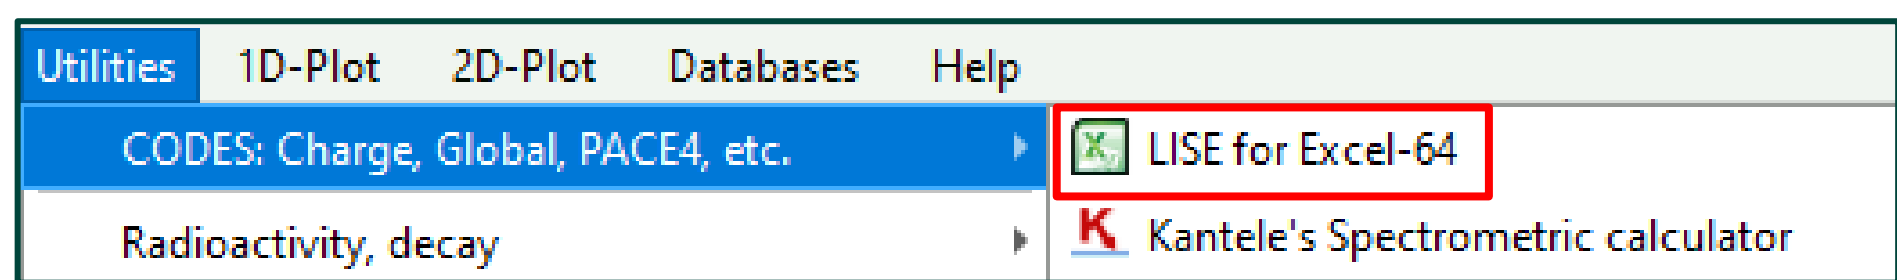 Utilities 1D-Plot 2D-Plot Databases Help
CODES: Charge, Global, PACE4, etc. LISE for Excel-64
Radioactivity, decay Kantele's Spectrometric calculator